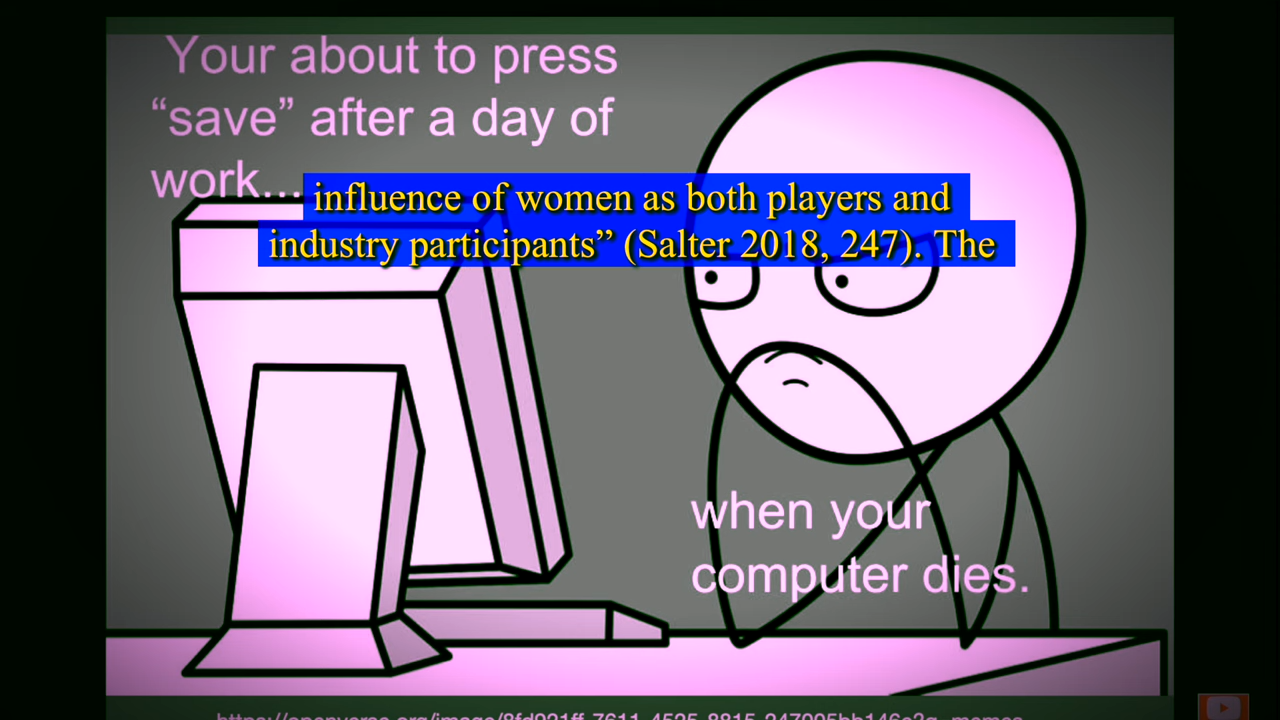 Your about to press
“save” after a day of
work...
influence of women as both players and
industry participants” (Salter 2018, 247). The
when your
computer dies.